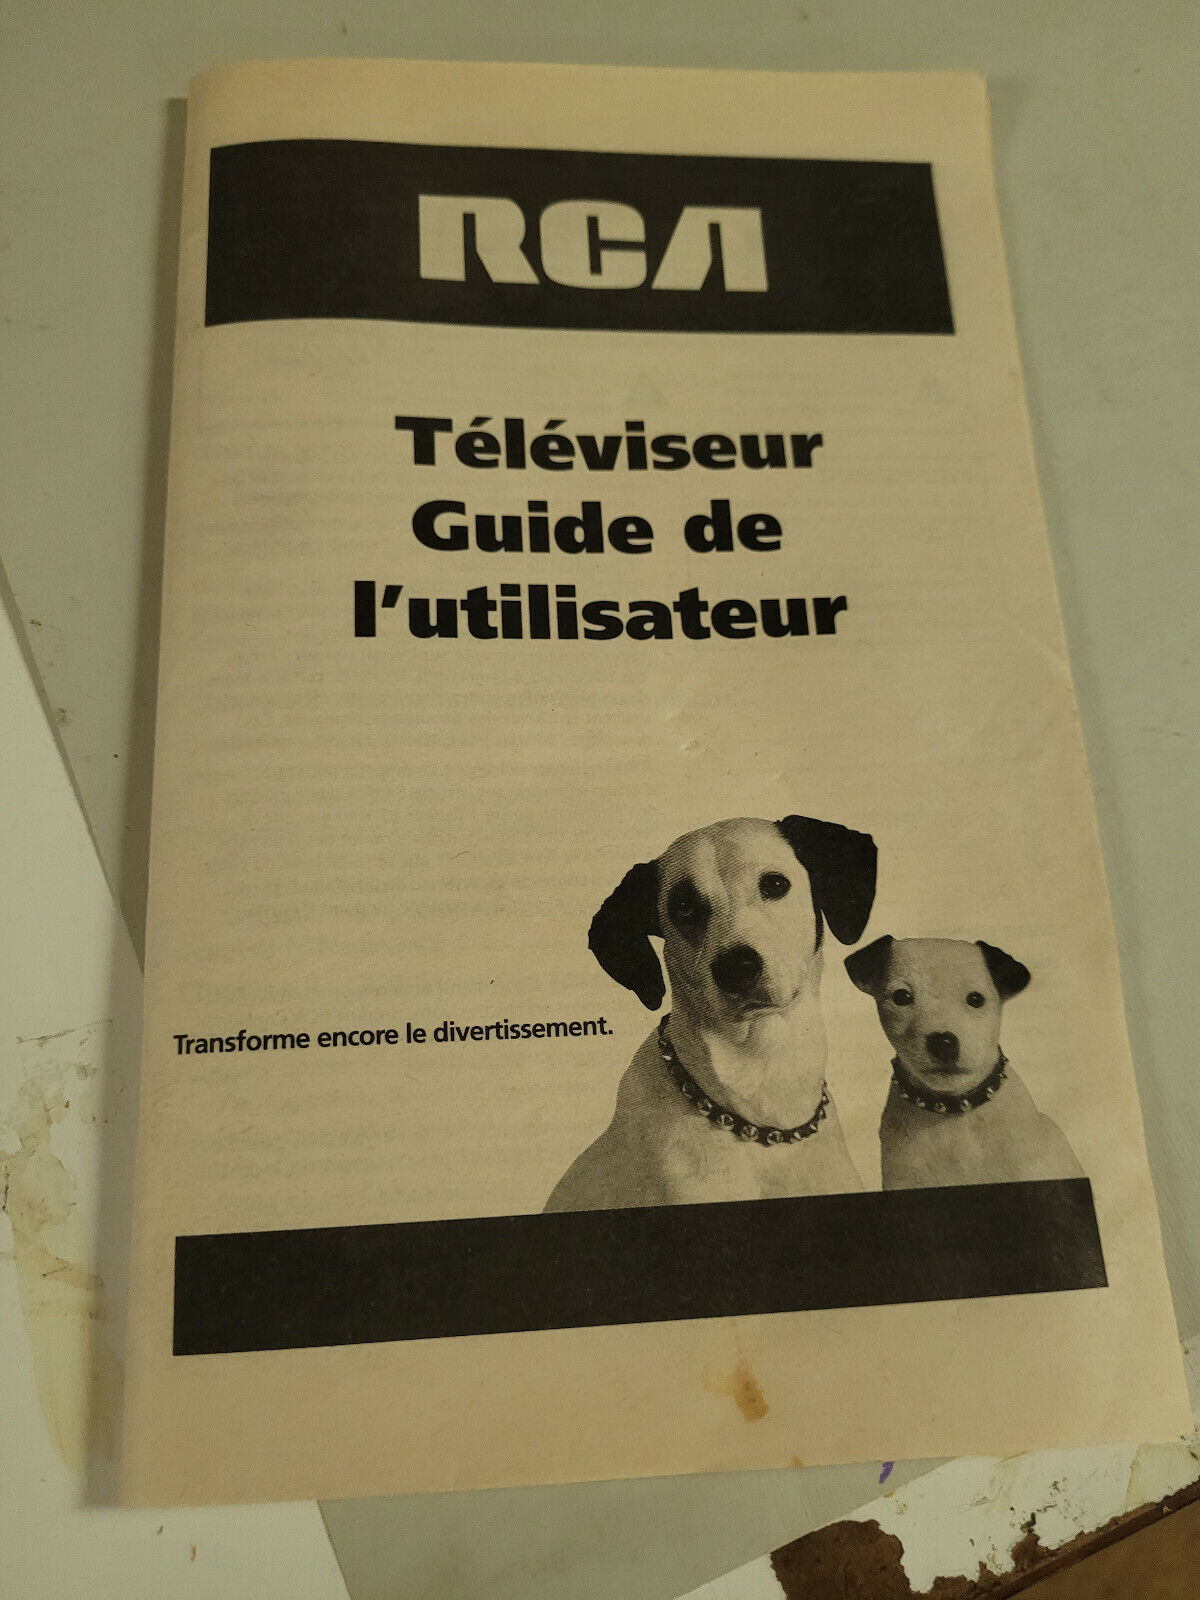 RCA
Téléviseur
Guide de
l'utilisateur
Transforme encore le divertissement.